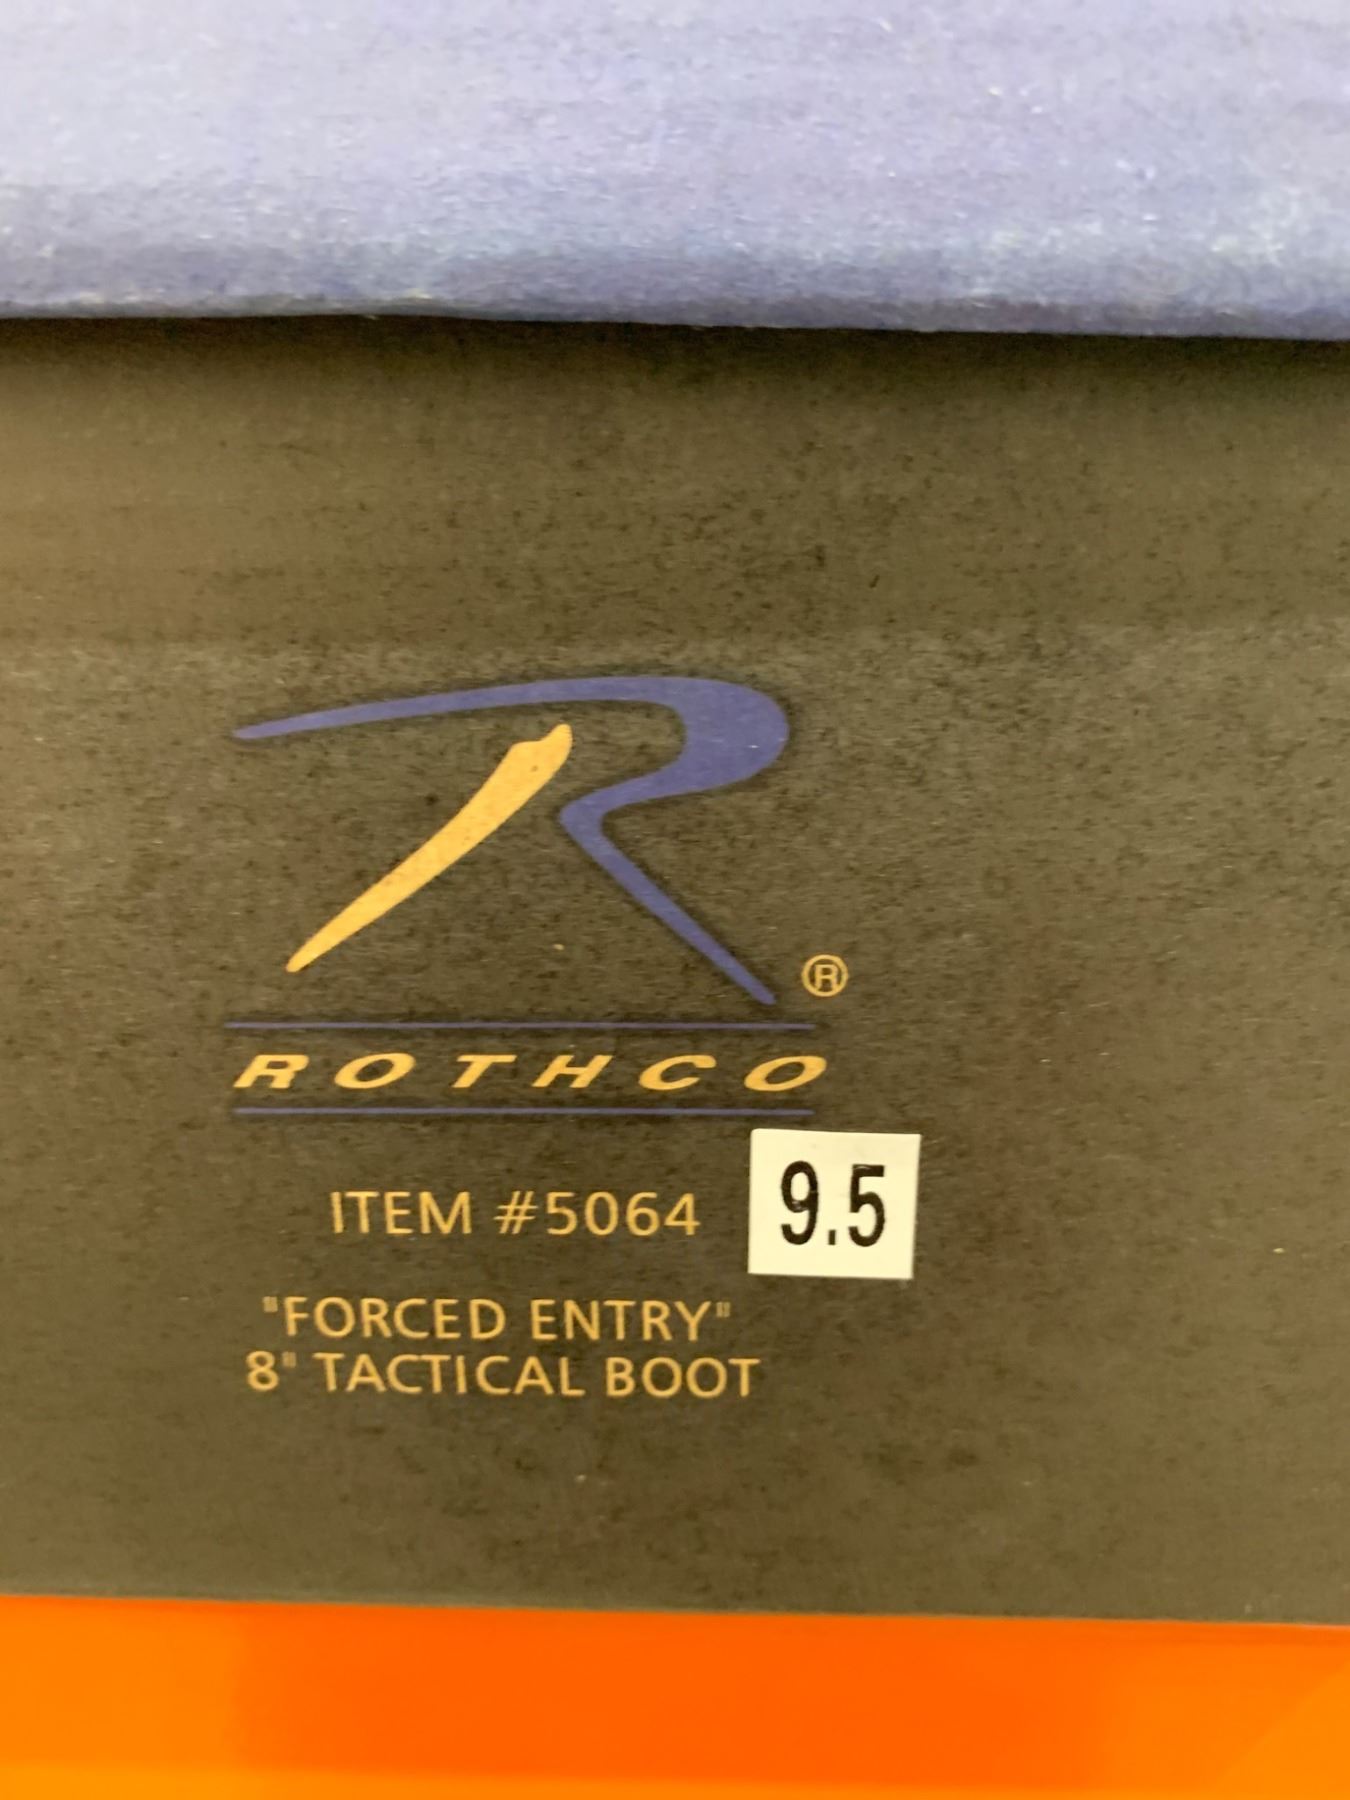 R®
ROTHCO
ITEM #5064 9.5
"FORCED ENTRY"
8" TACTICAL BOOT